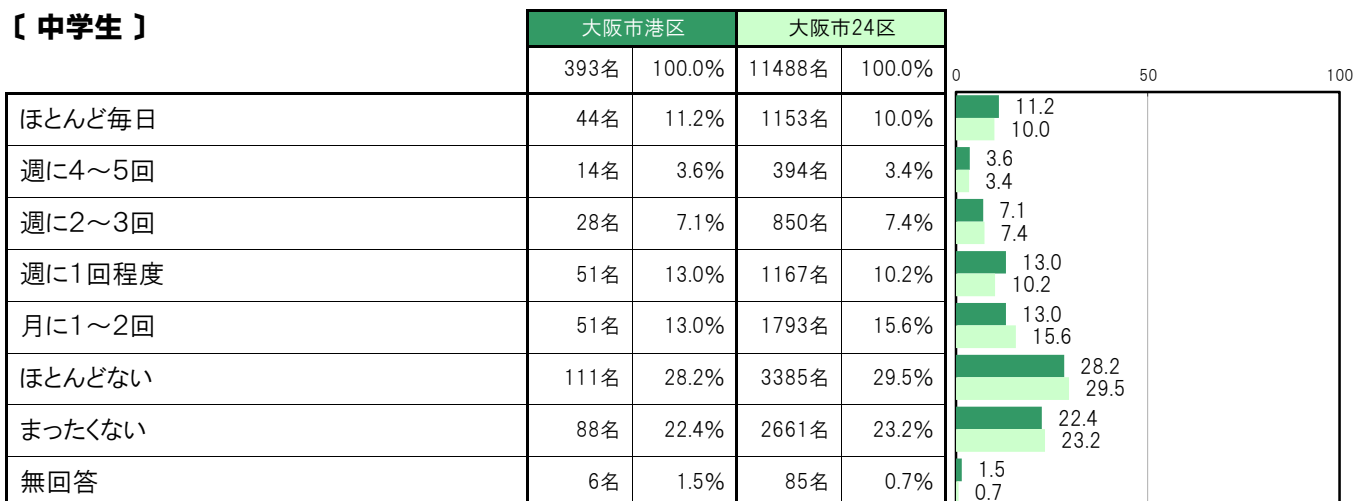 〔 中学生 〕
大阪市港区 大阪市24区
393名 100.0% 11488名 100.0% 0 50 100
ほとんど毎日 44名 11.2% 1153名 10.0% 11.2
10.0
週に4～5回 14名 3.6% 394名 3.4% 3.6
3.4
週に2～3回 28名 7.1% 850名 7.4% 7.1
7.4
週に1回程度 51名 13.0% 1167名 10.2% 13.0
10.2
月に1～2回 51名 13.0% 1793名 15.6% 13.0
15.6
ほとんどない 111名 28.2% 3385名 29.5% 28.2
29.5
まったくない 88名 22.4% 2661名 23.2% 22.4
23.2
無回答 6名 1.5% 85名 0.7% 1.5
0.7